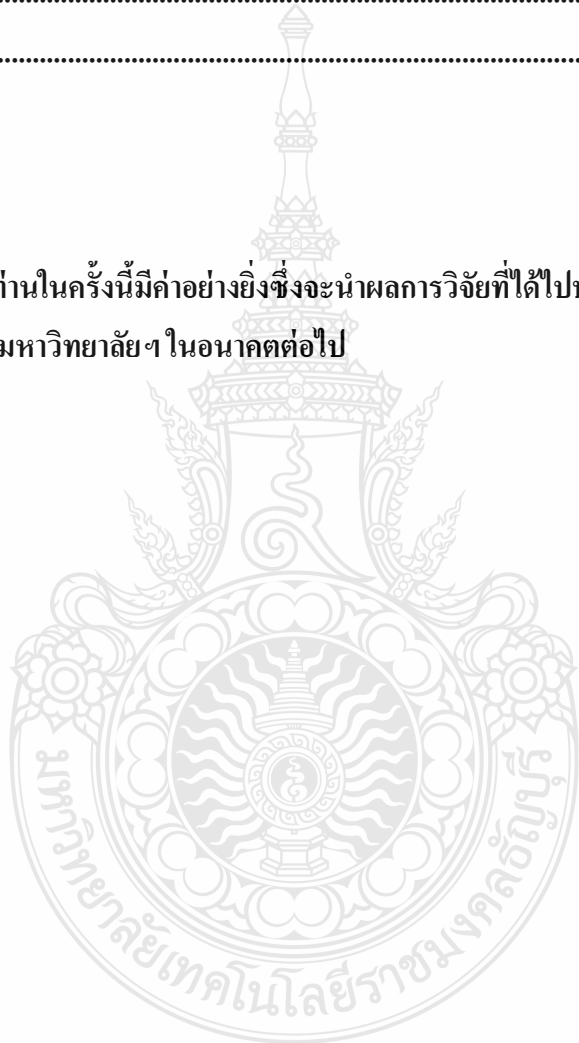 ................................................................................
................................................................................
ท่านในครั้งนี้มีค่าอย่างยิ่งซึ่งจะนำผลการวิจัยที่ได้ไป
มหาวิทยาลัยฯ ในอนาคตต่อไป
มหาวิทยาลัยเทคโนโลยีราชมงคลธัญบุรี